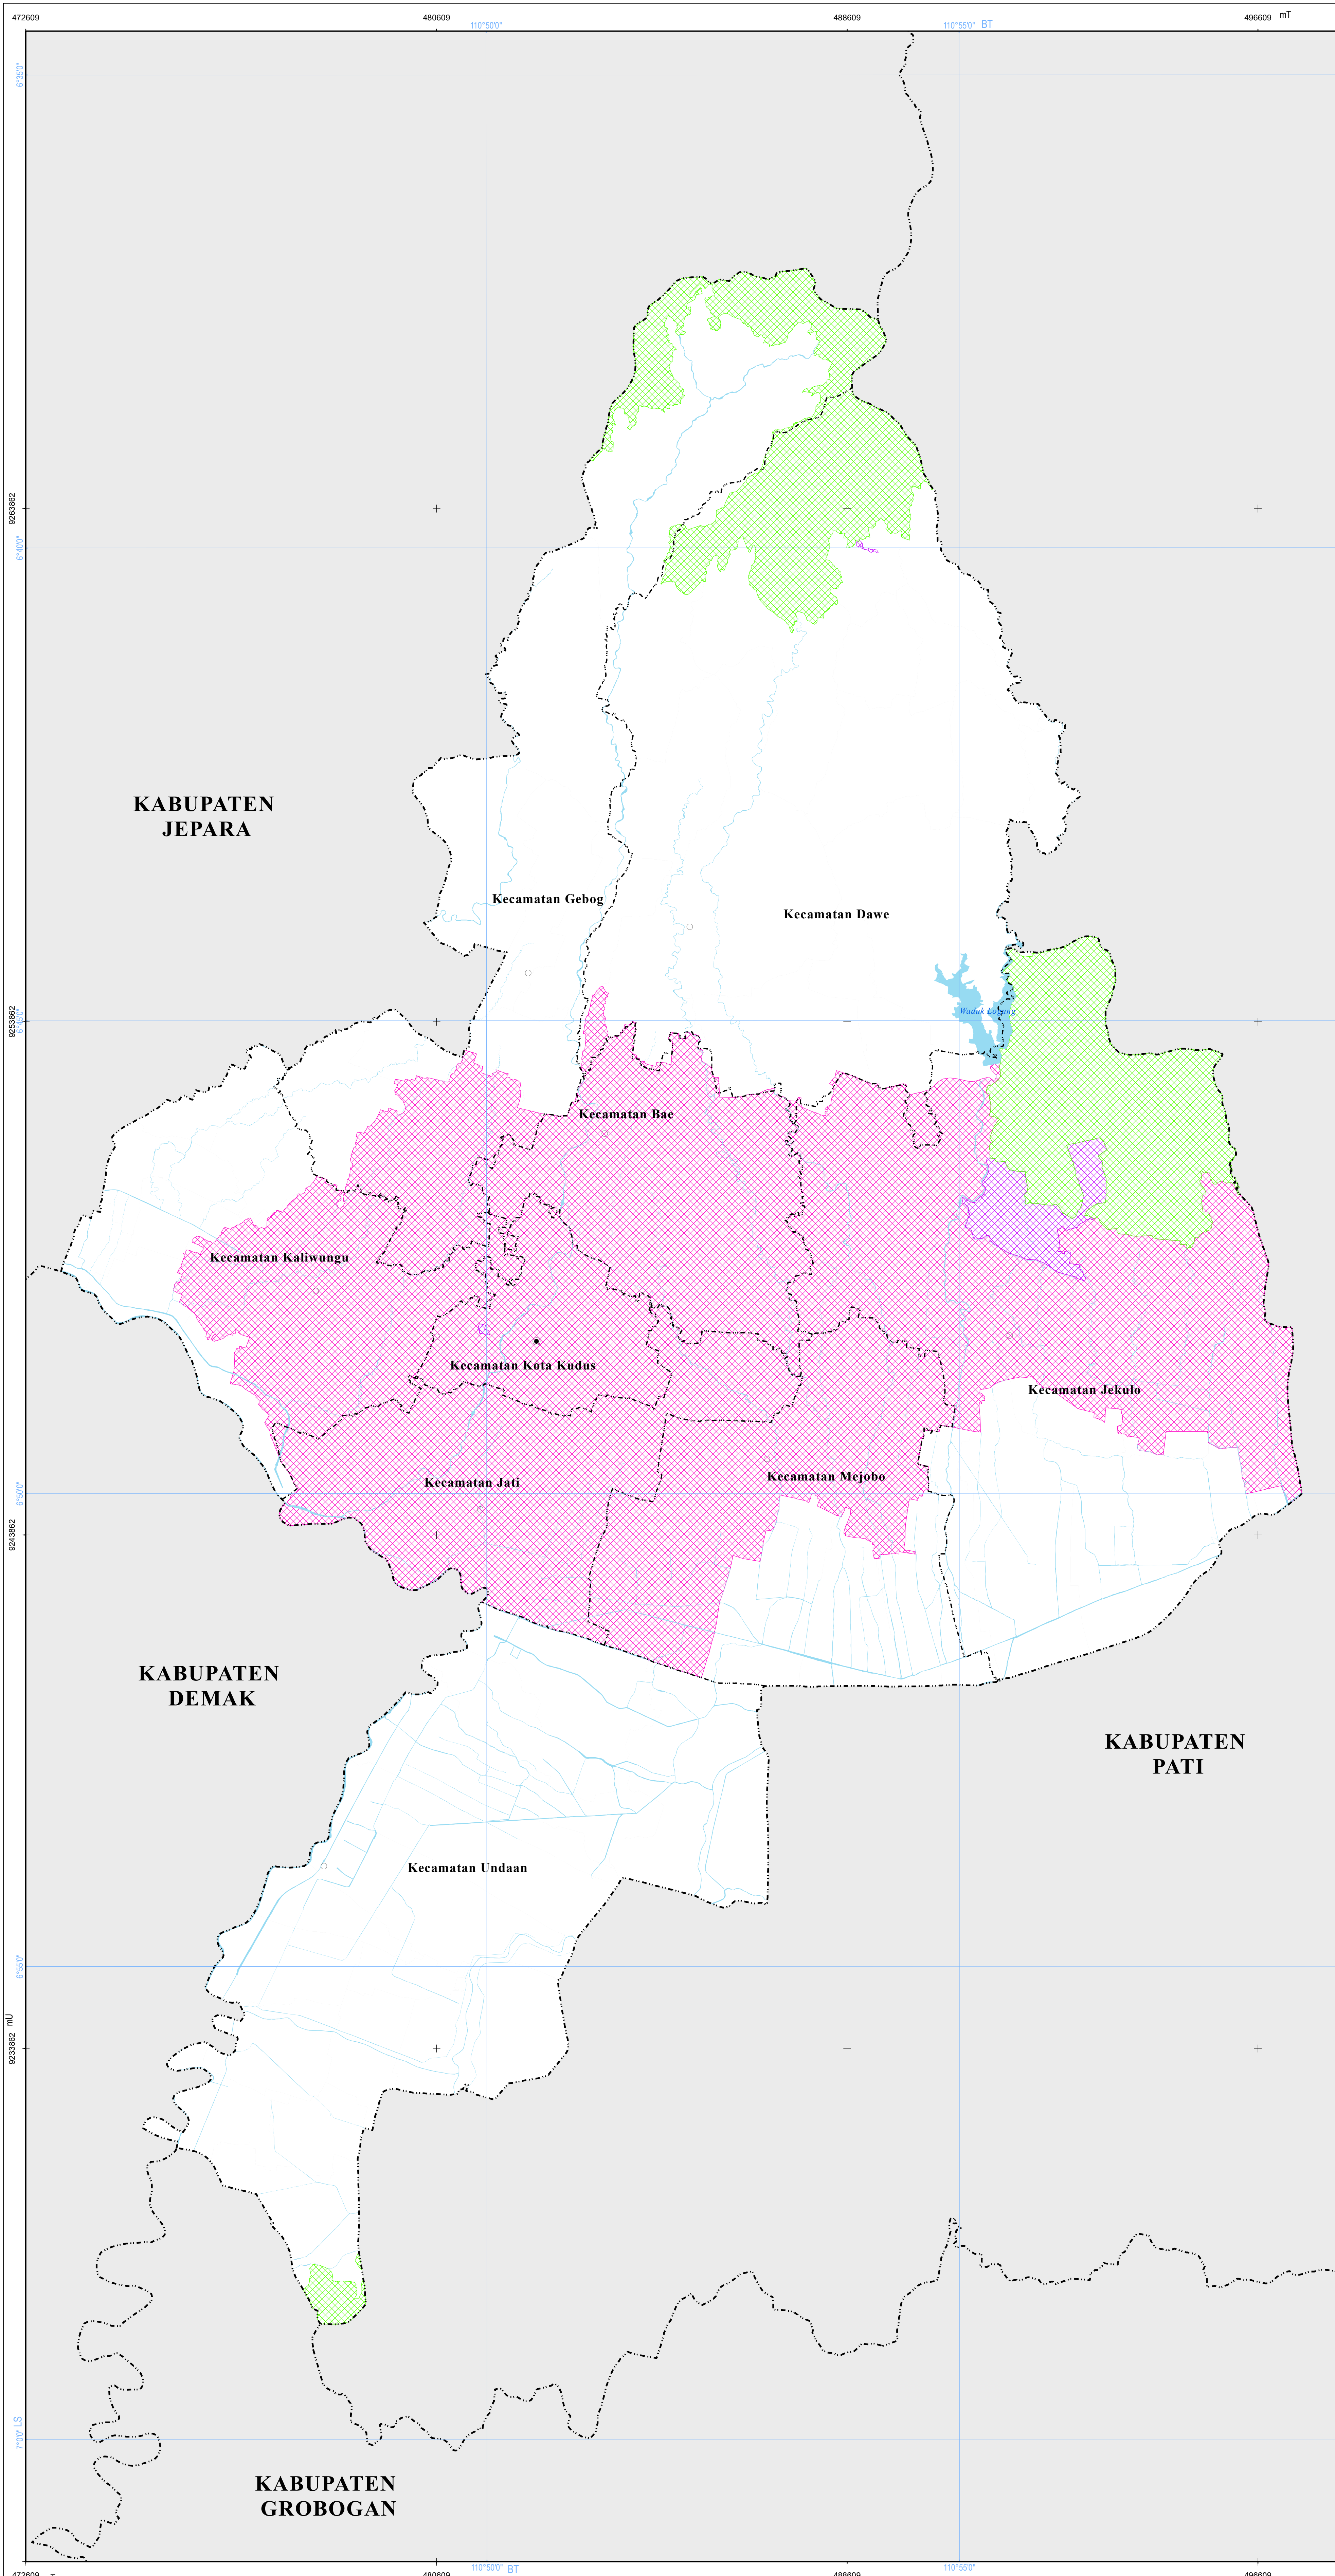 472609
480609
488609
496609 mT
110°50'0"
110°55'0" BT
6°35'0"
9263862
6°40'0"
KABUPATEN
JEPARA
Kecamatan Gebog
Kecamatan Dawe
9253862
6°45'0"
Waduk Logung
Kecamatan Bae
Kecamatan Kaliwungu
Kecamatan Kota Kudus
Kecamatan Jekulo
Kecamatan Jati
Kecamatan Mejobo
6°50'0"
9243862
KABUPATEN
DEMAK
KABUPATEN
PATI
Kecamatan Undaan
6°55'0"
9233862 mU
7°0'0" LS
KABUPATEN
GROBOGAN
110°50'0" BT
110°55'0"
472609
480609
488609
496609